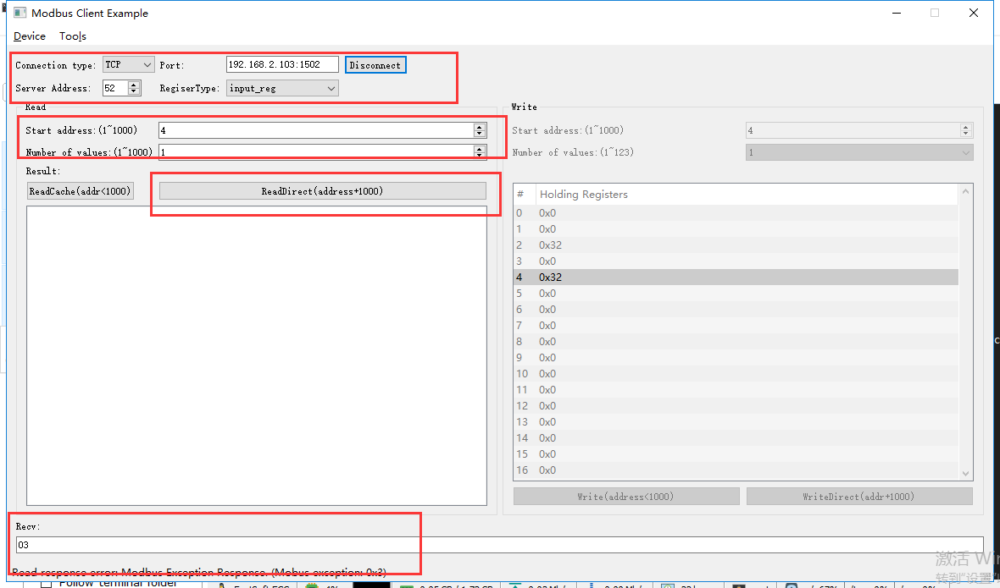 Modbus Client Example
Device Tools
Connection type: TCP Port: 192.168.2.103:1502 Disconnect
Server Address: 52 RegiserType: input_reg
Read Write
Start address:(1~1000) 4 Start address:(1~1000) 4
Number of values:(1~1000) 1 Number of values:(1~123) 1
Result:
ReadCache(addr<1000) ReadDirect(address+1000)
# Holding Registers
0 0x0
1 0x0
2 0x32
3 0x0
4 0x32
5 0x0
6 0x0
7 0x0
8 0x0
9 0x0
10 0x0
11 0x0
12 0x0
13 0x0
14 0x0
15 0x0
16 0x0
Write(address<1000) WriteDirect(addr+1000)
Recv:
03
激活 Win
Read response error: Modbus Exception Response. (Mobus exception: 0x3)
转到"设置"
Follow terminal folder